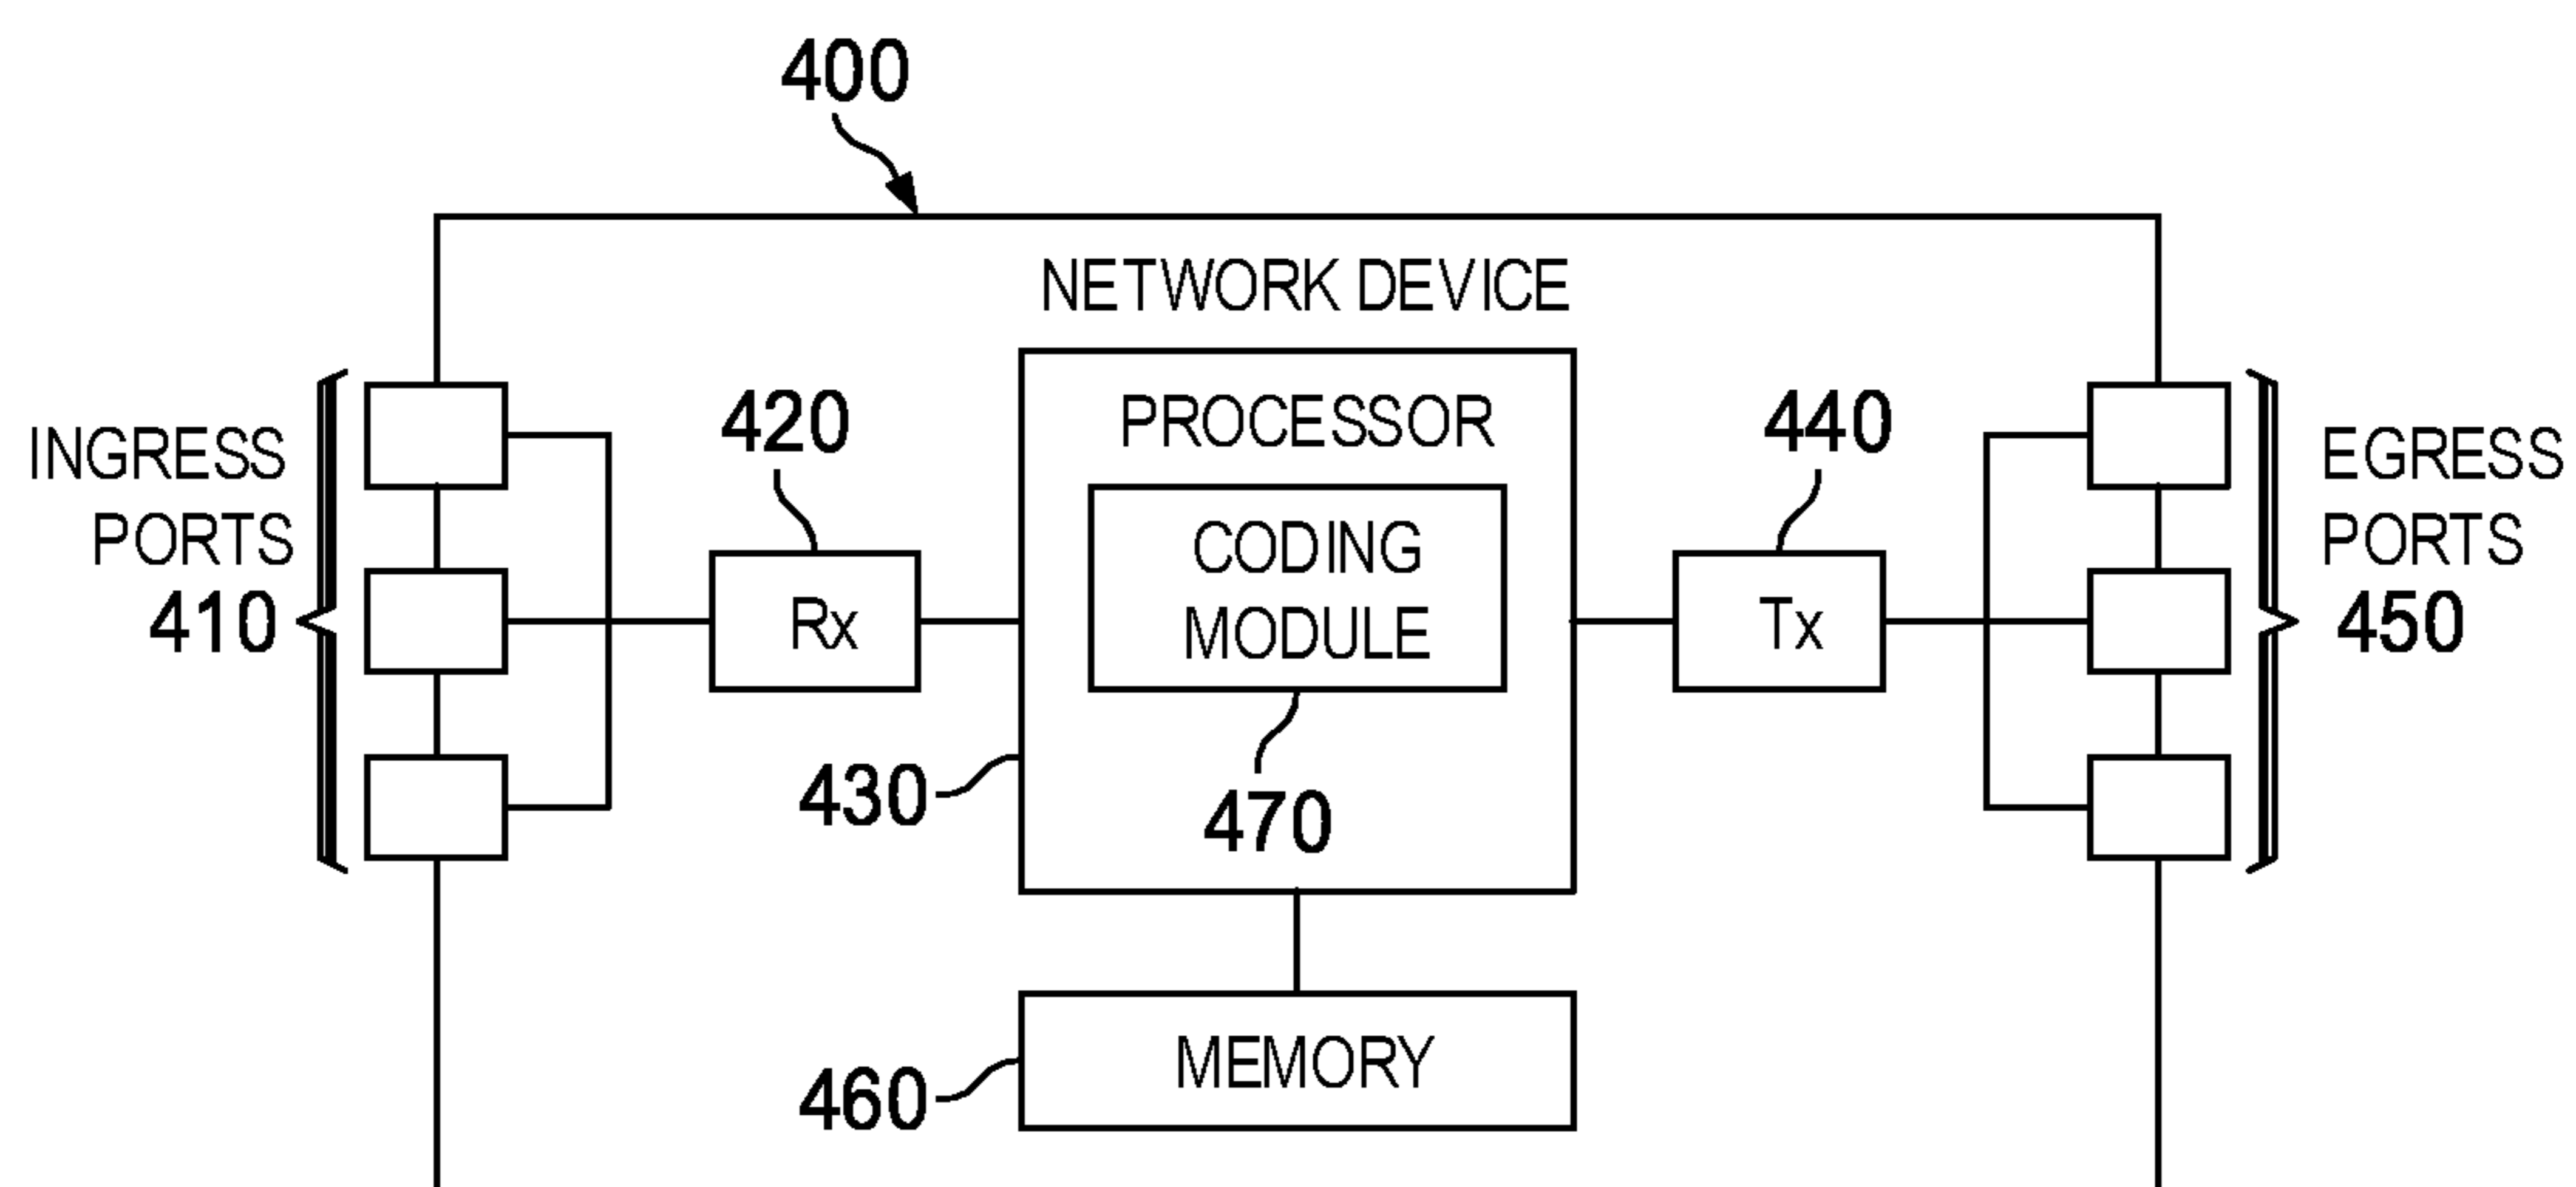 400
NETWORK DEVICE
INGRESS
PORTS
410
420
Rx
PROCESSOR
CODING
MODULE
430
470
440
Tx
EGRESS
PORTS
450
460
MEMORY